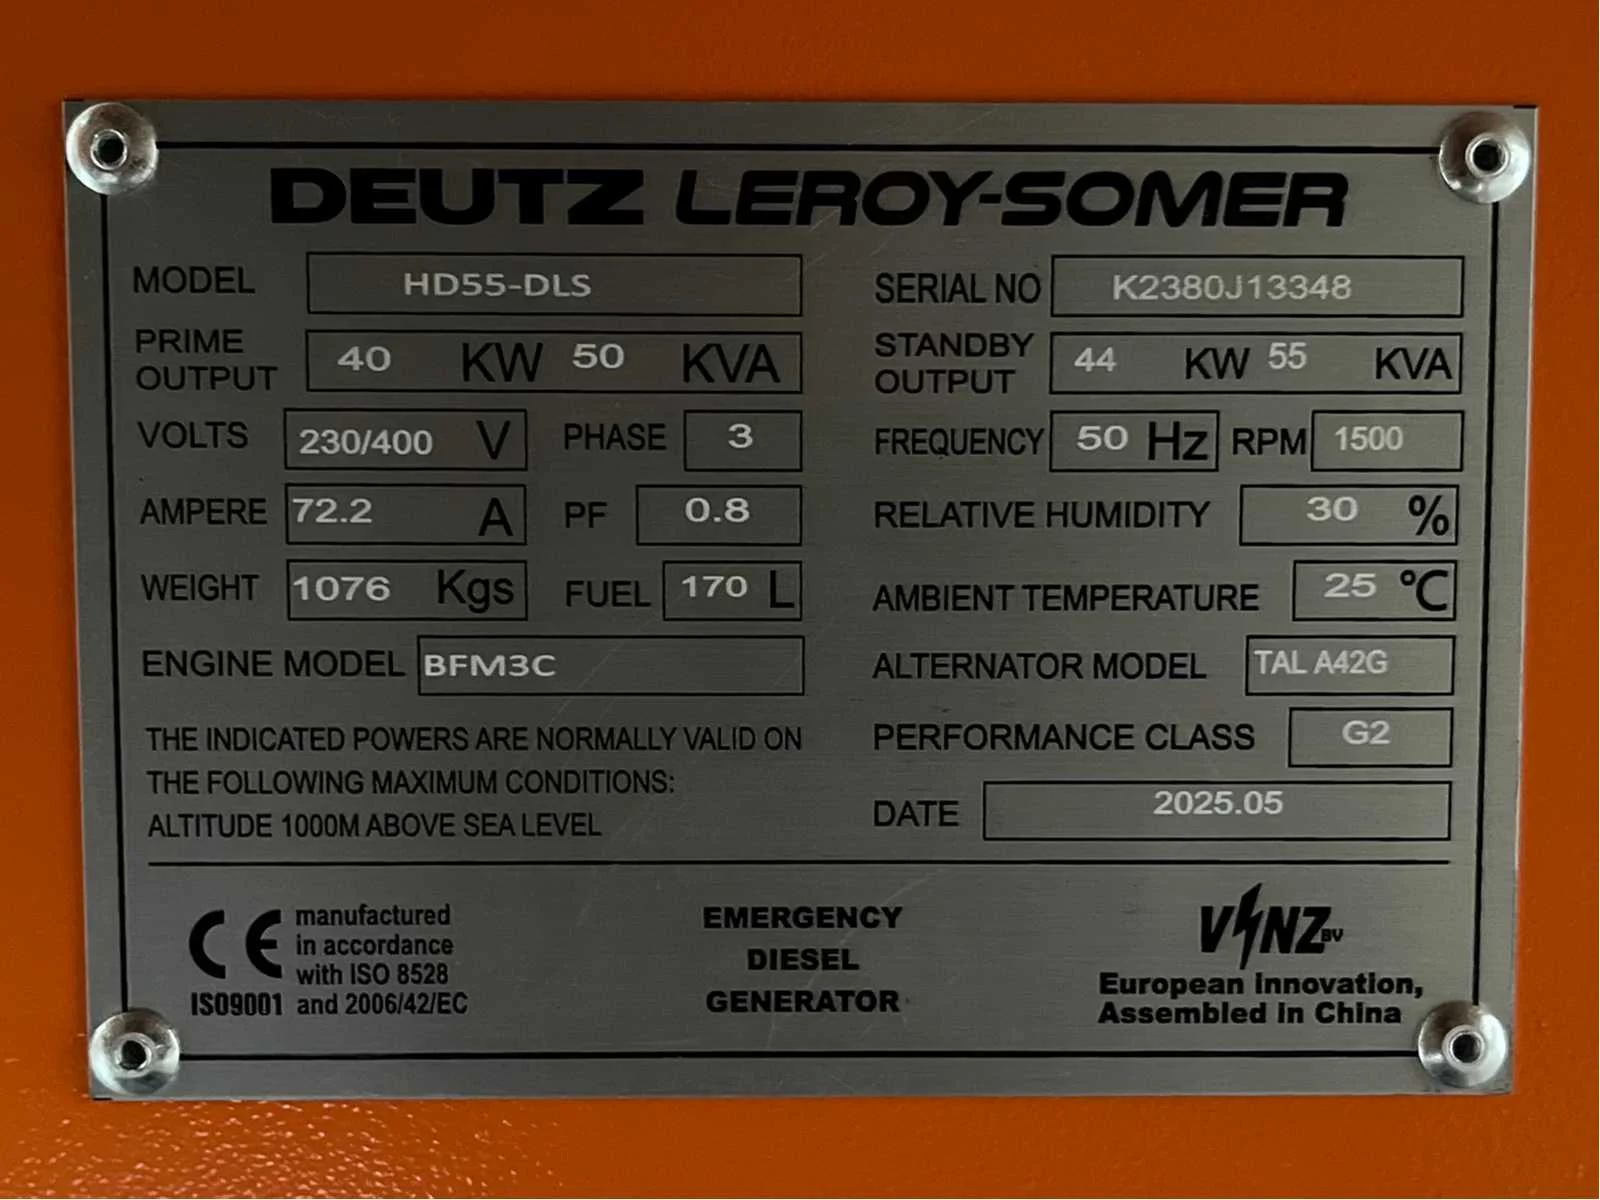 DEUTZ LEROY-SOMER
MODEL HD55-DLS SERIAL NO K2380J13348
PRIME OUTPUT 40 KW 50 KVA STANDBY OUTPUT 44 KW 55 KVA
VOLTS 230/400 V PHASE 3 FREQUENCY 50 Hz RPM 1500
AMPERE 72.2 A PF 0.8 RELATIVE HUMIDITY 30 %
WEIGHT 1076 Kgs FUEL 170 L AMBIENT TEMPERATURE 25 °C
ENGINE MODEL BFM3C ALTERNATOR MODEL TAL A42G
THE INDICATED POWERS ARE NORMALLY VALID ON
THE FOLLOWING MAXIMUM CONDITIONS:
ALTITUDE 1000M ABOVE SEA LEVEL
PERFORMANCE CLASS G2
DATE 2025.05
CE
ISO9001
manufactured
in accordance
with ISO 8528
and 2006/42/EC
EMERGENCY
DIESEL
GENERATOR
VINZ BV
European Innovation,
Assembled in China